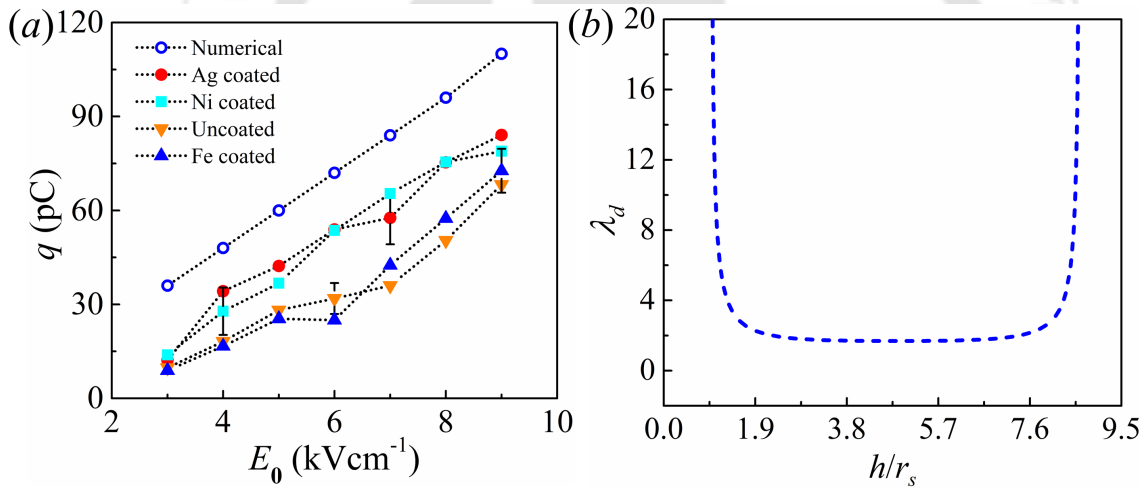 (a)
120
90
60
30
0
q (pC)
Numerical
Ag coated
Ni coated
Uncoated
Fe coated
2 4 6 8 10
E₀ (kVcm⁻¹)
(b)
20
16
12
8
4
0
λ_d
0.0 1.9 3.8 5.7 7.6 9.5
h/r_s